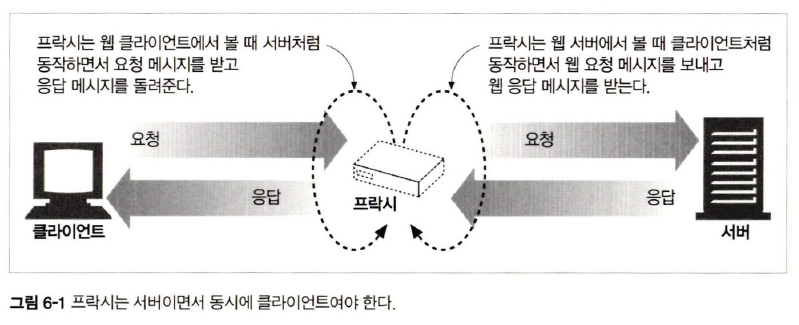 프락시는 웹 클라이언트에서 볼 때 서버처럼
동작하면서 요청 메시지를 받고
응답 메시지를 돌려준다.
프락시는 웹 서버에서 볼 때 클라이언트처럼
동작하면서 웹 요청 메시지를 보내고
웹 응답 메시지를 받는다.
요청
요청
응답
응답
프락시
클라이언트
서버
그림 6-1 프락시는 서버이면서 동시에 클라이언트여야 한다.